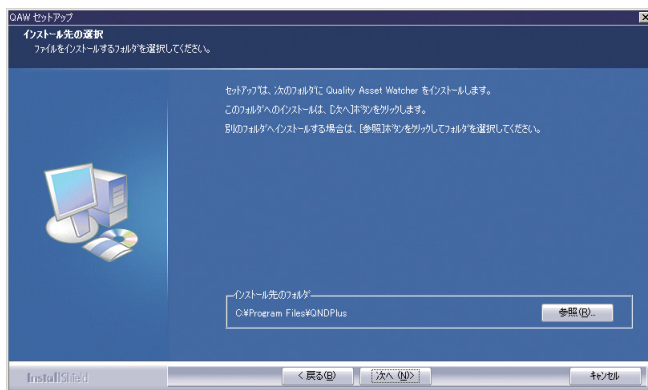 QAW セットアップ
インストール先の選択
ファイルをインストールするフォルダを選択してください。
セットアップは、次のフォルダに Quality Asset Watcher をインストールします。
このフォルダへのインストールは、[次へ]ボタンをクリックします。
別のフォルダへインストールする場合は、[参照]ボタンをクリックしてフォルダを選択してください。
インストール先のフォルダ
C:¥Program Files¥QNDPlus
参照(R)...
InstallShield
< 戻る(B)
次へ (N)>
キャンセル